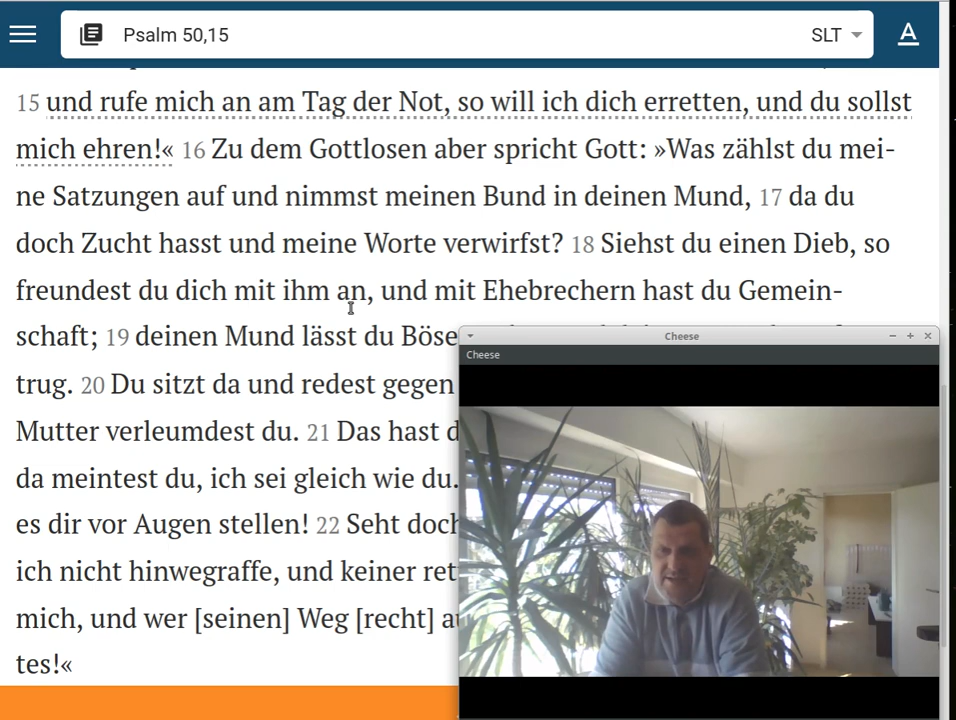 Psalm 50,15
SLT
A
15 und rufe mich an am Tag der Not, so will ich dich erretten, und du sollst
mich ehren!« 16 Zu dem Gottlosen aber spricht Gott: »Was zählst du mei-
ne Satzungen auf und nimmst meinen Bund in deinen Mund, 17 da du
doch Zucht hasst und meine Worte verwirfst? 18 Siehst du einen Dieb, so
freundest du dich mit ihm an, und mit Ehebrechern hast du Gemein-
schaft; 19 deinen Mund lässt du Böse
trug. 20 Du sitzt da und redest gegen
Mutter verleumdest du. 21 Das hast d
da meintest du, ich sei gleich wie du.
es dir vor Augen stellen! 22 Seht doch
ich nicht hinwegraffe, und keiner ret
mich, und wer [seinen] Weg [recht] a
tes!«
Cheese
Cheese